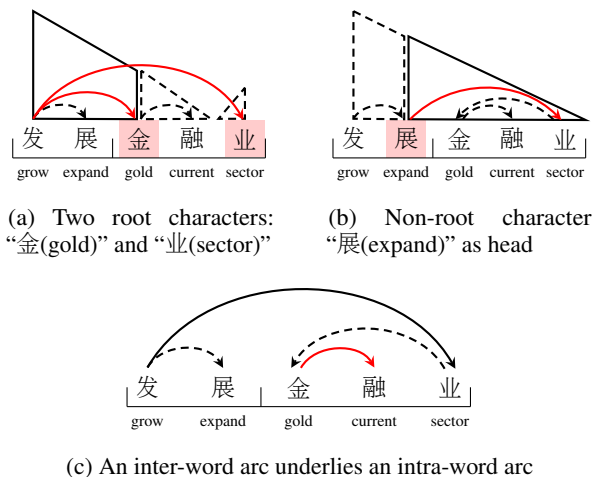 发 展 金 融 业
grow expand gold current sector
(a) Two root characters:
“金(gold)” and “业(sector)”
发 展 金 融 业
grow expand gold current sector
(b) Non-root character
“展(expand)” as head
发 展 金 融 业
grow expand gold current sector
(c) An inter-word arc underlies an intra-word arc